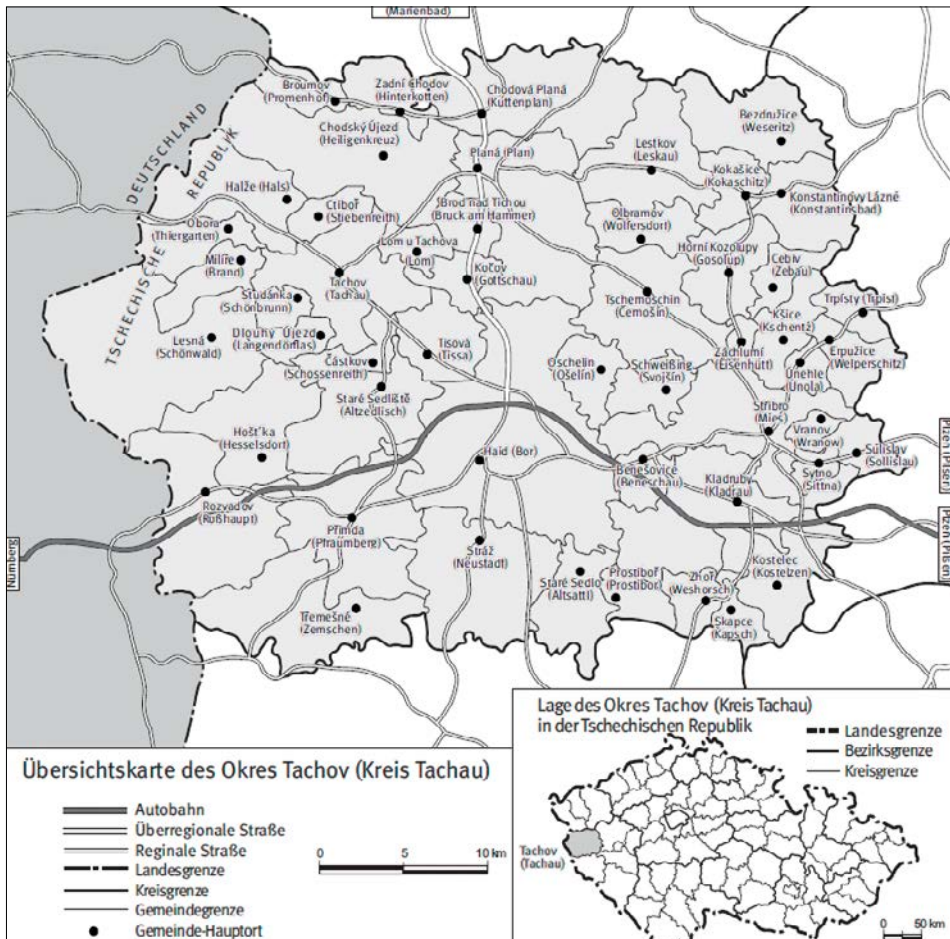 (Marienbad)
DEUTSCHLAND
TSCHECHISCHE REPUBLIK
Broumov
(Promenhof)
Zadní Chodov
(Hinterkotten)
Chodová Planá
(Kuttenplan)
Bezdružice
(Weseritz)
Chodský Újezd
(Heiligenkreuz)
Planá (Plan)
Lestkov
(Leskau)
Kokašice
(Kokaschitz)
Konstantinovy Lázně
(Konstantinsbad)
Halže (Hals)
Ctiboř
(Stiebenreith)
Brod nad Tichou
(Bruck am Hammer)
Olbramov
(Wolfersdorf)
Obora
(Thiergarten)
Milíře
(Brand)
Lom u Tachova
(Lom)
Tachov
(Tachau)
Kočov
(Gottschau)
Horní Kozolupy
(Gosolup)
Cebiv
(Zebau)
Studánka
(Schönbrunn)
Tschemoschin
(Černošín)
Trpísty (Trpist)
Lesná
(Schönwald)
Dlouhý Újezd
(Langendörflas)
Kšice
(Kschentz)
Částkov
(Schossenreith)
Tisová
(Tissa)
Oschelin
(Ošelín)
Schweißing
(Svojšín)
Záchlumí
(Eisenhütt)
Erpužice
(Welperschitz)
Únehle
(Unola)
Staré Sedliště
(Altzedlisch)
Stříbro
(Mies)
Vranov
(Wranow)
Hošťka
(Hesselsdorf)
Haid (Bor)
Benešovice
(Beneschau)
Sulislav
(Sollislau)
Sytno
(Sittna)
Kladruby
(Kladrau)
Rozvadov
(Roßhaupt)
Přimda
(Pfraumberg)
Stráž
(Neustadt)
Staré Sedlo
(Altsattl)
Prostiboř
(Prostibor)
Zhoř
(Weshorsch)
Kostelec
(Kostelzen)
Skapce
(Kapsch)
Třemešné
(Zemschen)
Nürnberg
Plzeň (Pilsen)
Plzeň (Pilsen)
Übersichtskarte des Okres Tachov (Kreis Tachau)
Autobahn
Überregionale Straße
Reginale Straße
Landesgrenze
Kreisgrenze
Gemeindegrenze
Gemeinde-Hauptort
0 5 10 km
Lage des Okres Tachov (Kreis Tachau)
in der Tschechischen Republik
Landesgrenze
Bezirksgrenze
Kreisgrenze
Tachov
(Tachau)
0 50 km